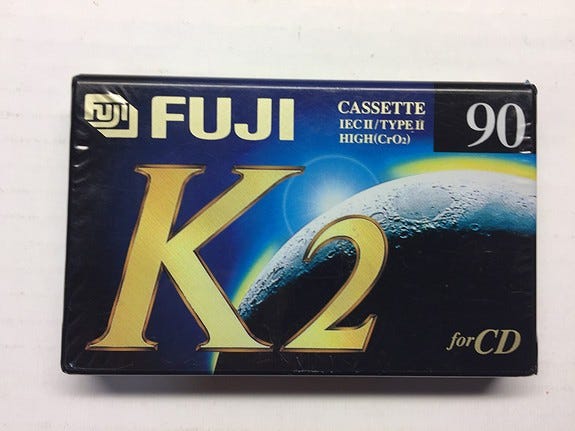 FUJI FUJI
CASSETTE
IEC II/TYPE II
HIGH(CrO₂)
90
K2
for CD